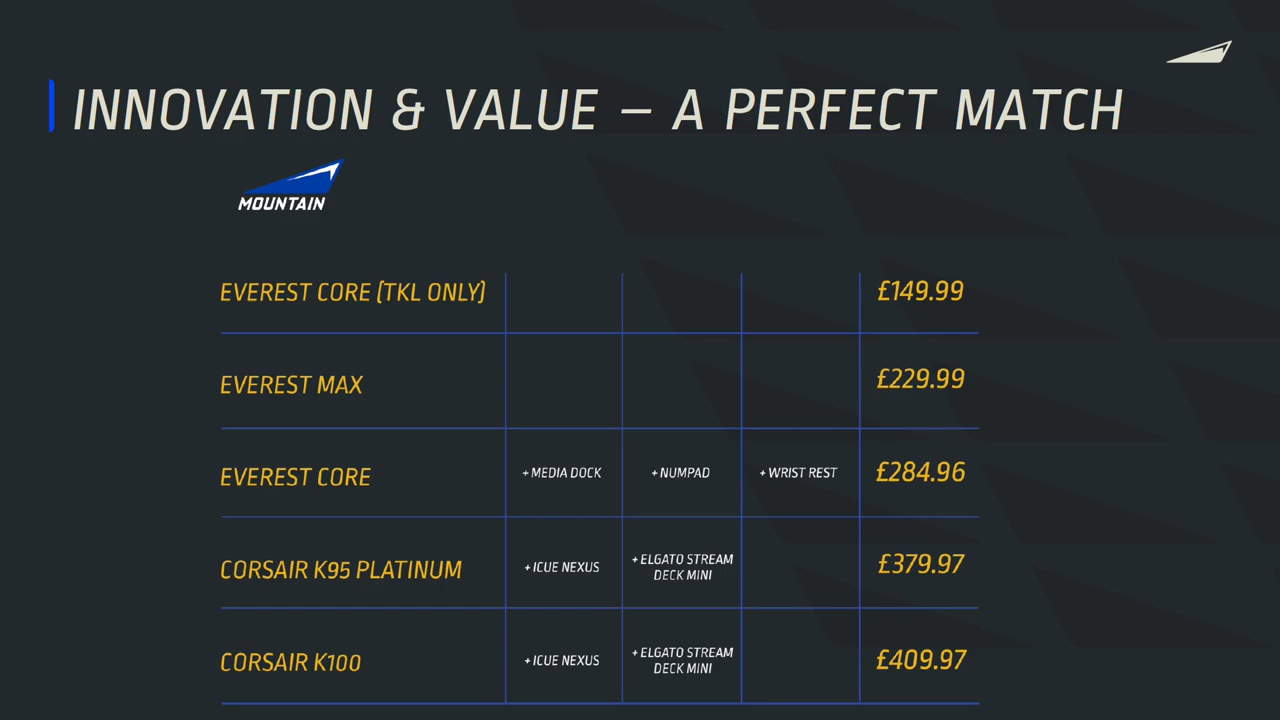 INNOVATION & VALUE – A PERFECT MATCH
MOUNTAIN
EVEREST CORE (TKL ONLY) £149.99
EVEREST MAX £229.99
EVEREST CORE + MEDIA DOCK + NUMPAD + WRIST REST £284.96
CORSAIR K95 PLATINUM + ICUE NEXUS + ELGATO STREAM DECK MINI £379.97
CORSAIR K100 + ICUE NEXUS + ELGATO STREAM DECK MINI £409.97